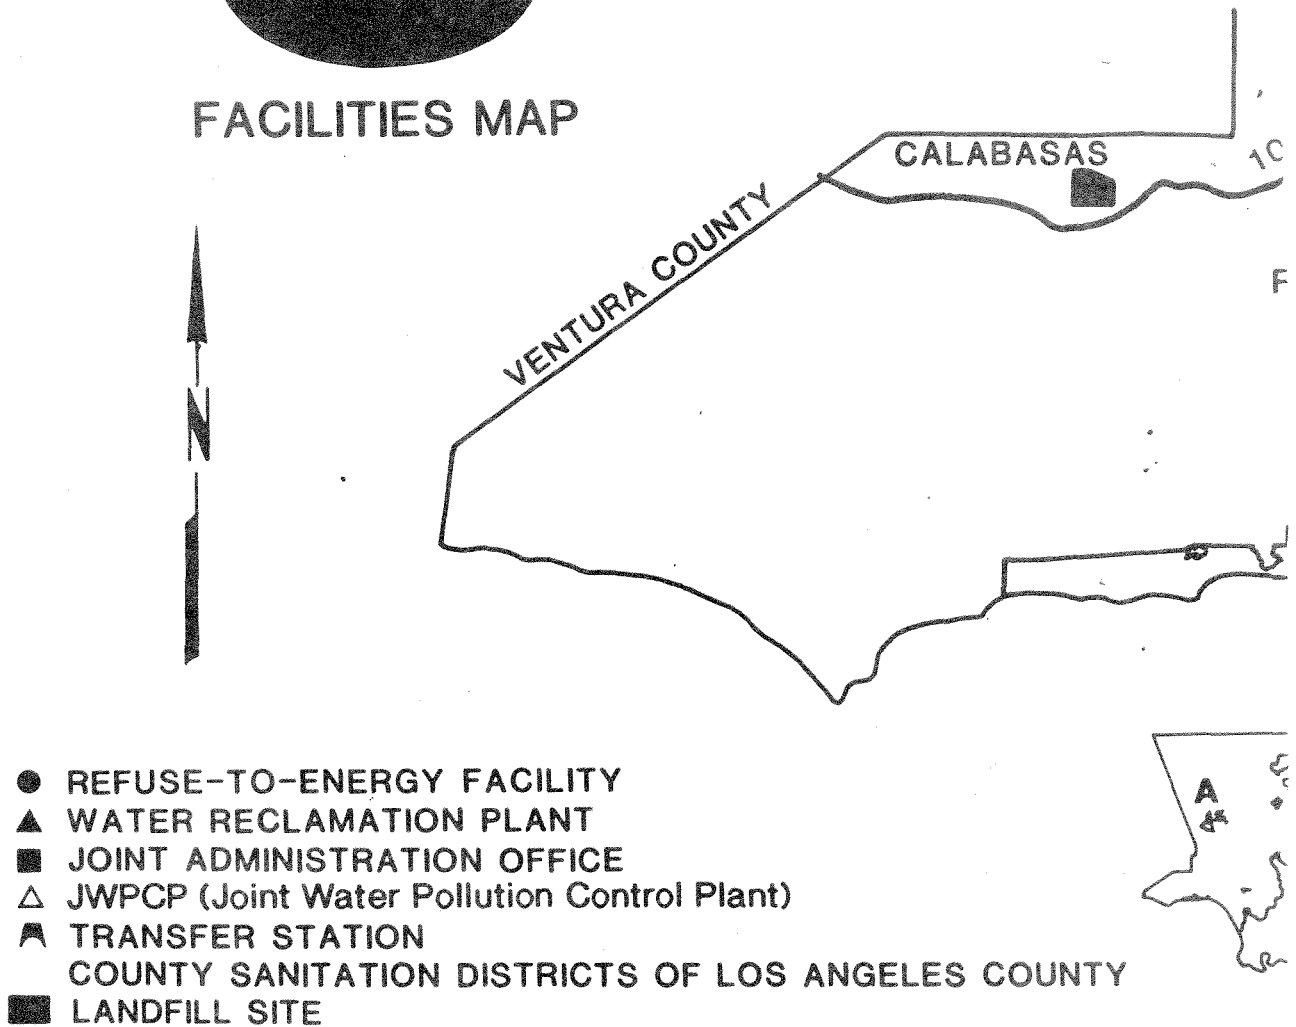 FACILITIES MAP
CALABASAS
10
VENTURA COUNTY
N
A
REFUSE-TO-ENERGY FACILITY
WATER RECLAMATION PLANT
JOINT ADMINISTRATION OFFICE
JWPCP (Joint Water Pollution Control Plant)
TRANSFER STATION
COUNTY SANITATION DISTRICTS OF LOS ANGELES COUNTY
LANDFILL SITE